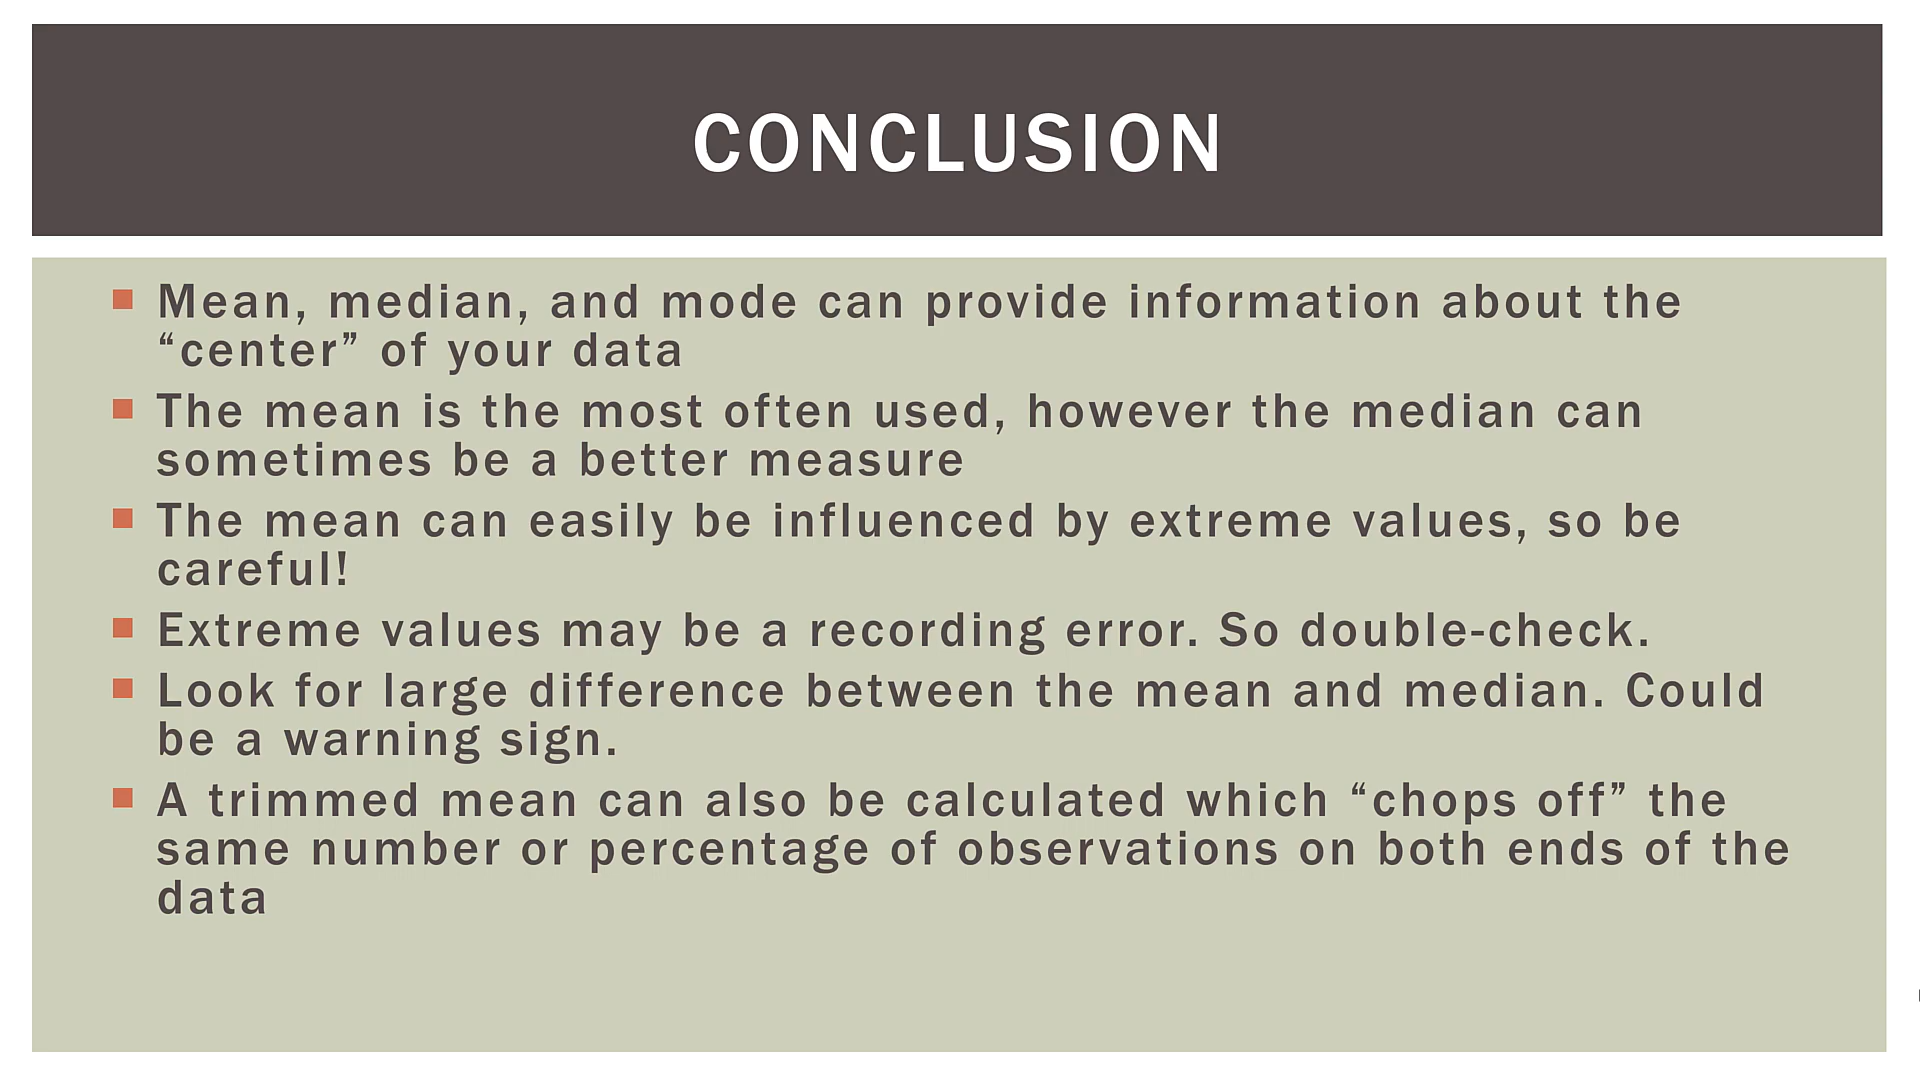 CONCLUSION
Mean, median, and mode can provide information about the
“center” of your data
The mean is the most often used, however the median can
sometimes be a better measure
The mean can easily be influenced by extreme values, so be
careful!
Extreme values may be a recording error. So double-check.
Look for large difference between the mean and median. Could
be a warning sign.
A trimmed mean can also be calculated which “chops off” the
same number or percentage of observations on both ends of the
data